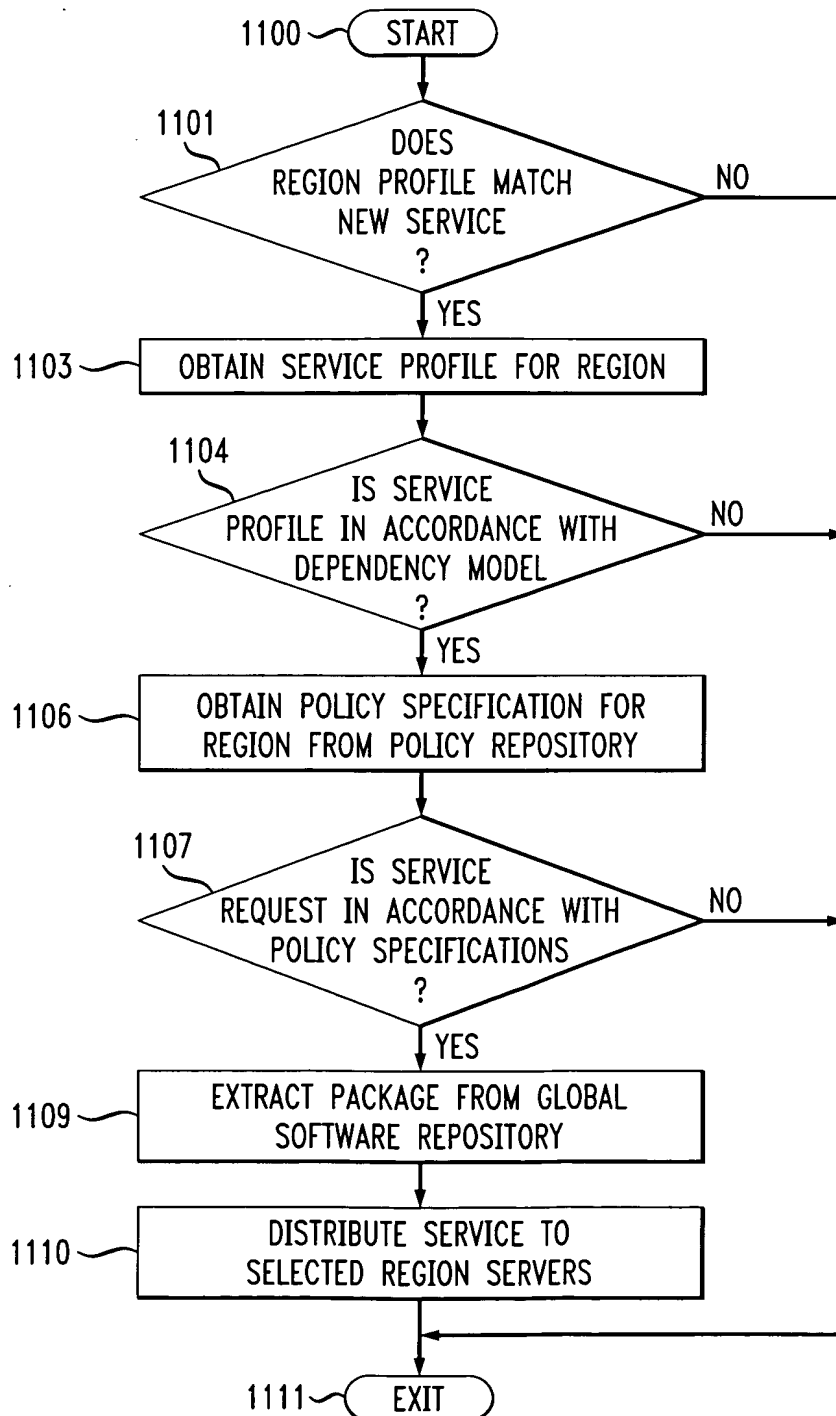 1100
START
1101
DOES
REGION PROFILE MATCH
NEW SERVICE
?
NO
YES
1103
OBTAIN SERVICE PROFILE FOR REGION
1104
IS SERVICE
PROFILE IN ACCORDANCE WITH
DEPENDENCY MODEL
?
NO
YES
1106
OBTAIN POLICY SPECIFICATION FOR
REGION FROM POLICY REPOSITORY
1107
IS SERVICE
REQUEST IN ACCORDANCE WITH
POLICY SPECIFICATIONS
?
NO
YES
1109
EXTRACT PACKAGE FROM GLOBAL
SOFTWARE REPOSITORY
1110
DISTRIBUTE SERVICE TO
SELECTED REGION SERVERS
1111
EXIT